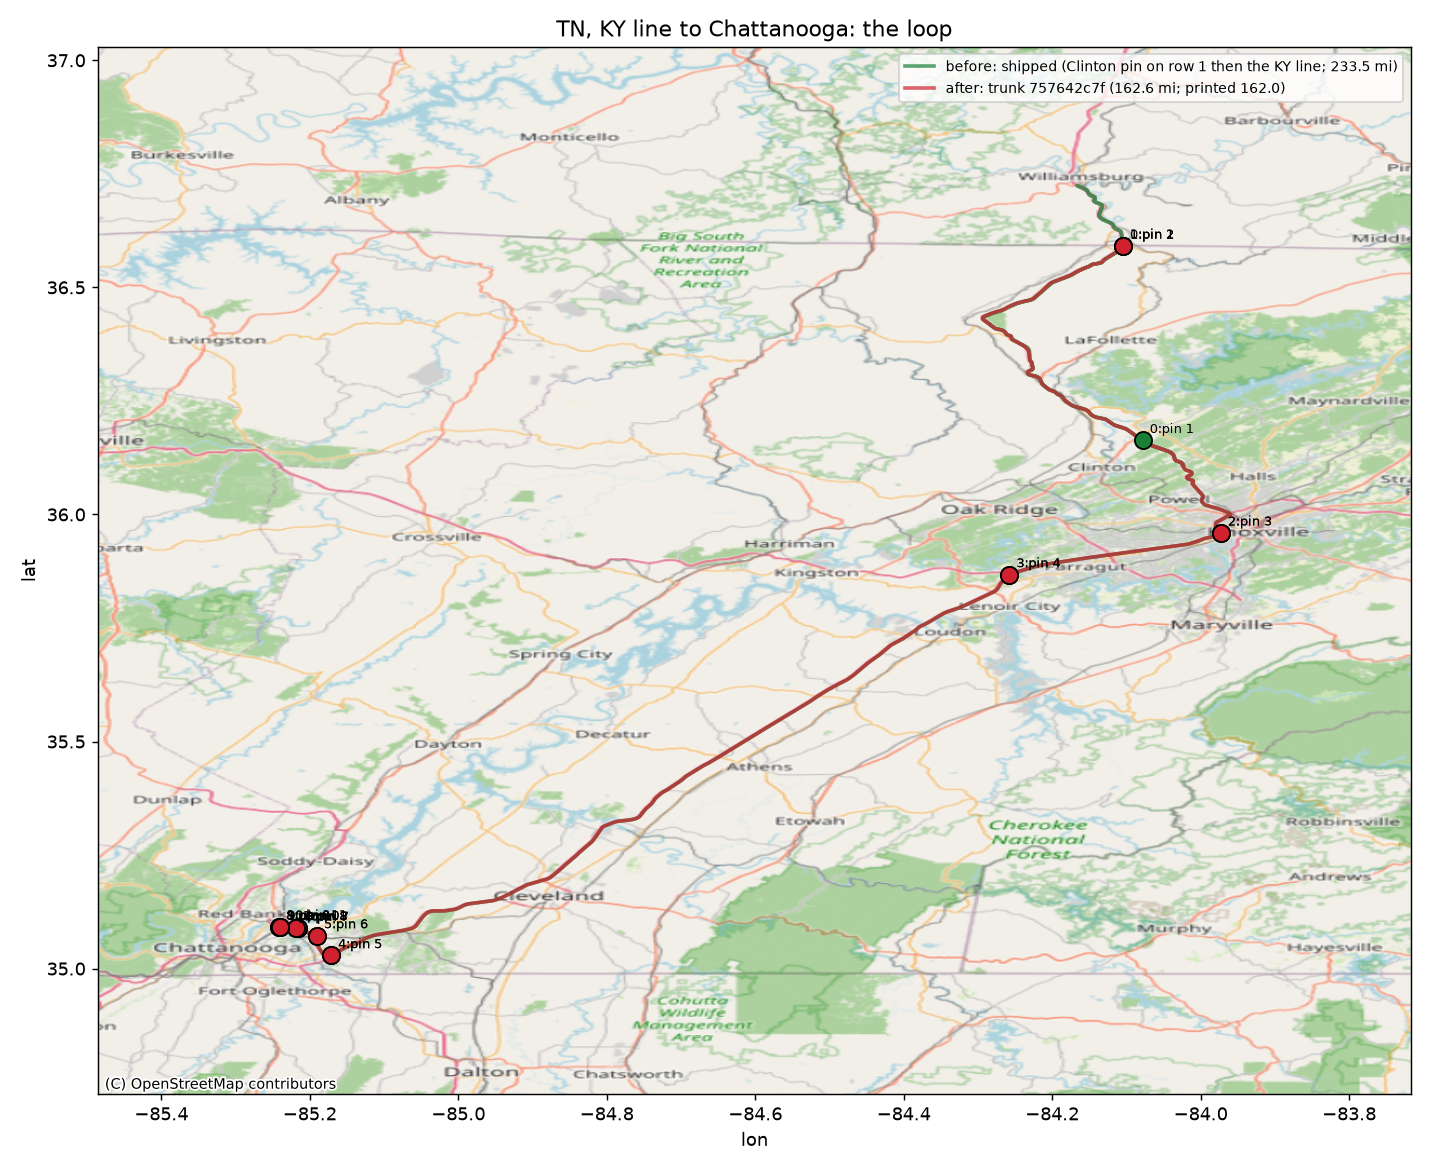 TN, KY line to Chattanooga: the loop
before: shipped (Clinton pin on row 1 then the KY line; 233.5 mi)
after: trunk 757642c7f (162.6 mi; printed 162.0)
37.0
36.5
36.0
35.5
35.0
lat
Monticello
Barbourville
Burkesville
Williamsburg
Albany
Big South
Fork National
River and
Recreation
Area
Middle
Livingston
LaFollette
Maynardville
ville
0:pin 1
Clinton
Halls
Powell
Oak Ridge
2:pin 3
Crossville
Harriman
3:pin 4
Farragut
Kingston
Lenoir City
Loudon
Maryville
Spring City
Dayton
Decatur
Athens
Dunlap
Etowah
Cherokee
National
Forest
Robbinsville
Soddy-Daisy
Andrews
Cleveland
Red Bank
5:pin 6
4:pin 5
Chattanooga
Murphy
Hayesville
Fort Oglethorpe
Cohutta
Wildlife
Management
Area
Dalton
Chatsworth
(C) OpenStreetMap contributors
−85.4
−85.2
−85.0
−84.8
−84.6
−84.4
−84.2
−84.0
−83.8
lon